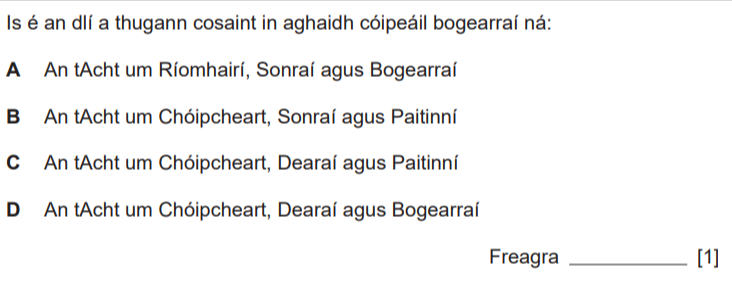 Is é an dlí a thugann cosaint in aghaidh cóipeáil bogearraí ná:
A An tAcht um Ríomhairí, Sonraí agus Bogearraí
B An tAcht um Chóipcheart, Sonraí agus Paitinní
C An tAcht um Chóipcheart, Dearaí agus Paitinní
D An tAcht um Chóipcheart, Dearaí agus Bogearraí
Freagra ____________ [1]